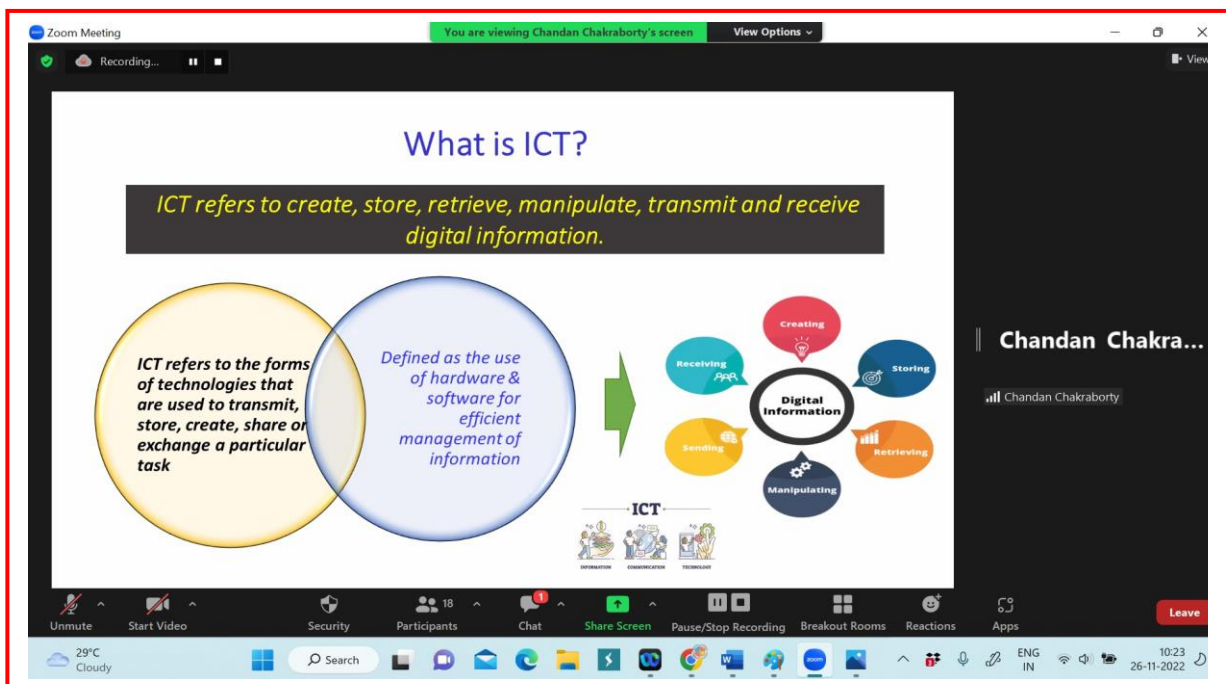 Zoom Meeting
You are viewing Chandan Chakraborty's screen
View Options
Recording...
View
What is ICT?
ICT refers to create, store, retrieve, manipulate, transmit and receive
digital information.
ICT refers to the forms
of technologies that
are used to transmit,
store, create, share or
exchange a particular
task
Defined as the use
of hardware &
software for
efficient
management of
information
Creating
Receiving
Storing
Digital
Information
Sending
Retrieving
Manipulating
ICT
INFORMATION
COMMUNICATION
TECHNOLOGY
Chandan Chakra...
Chandan Chakraborty
Unmute
Start Video
Security
18
Participants
1
Chat
Share Screen
Pause/Stop Recording
Breakout Rooms
Reactions
Apps
Leave
29°C
Cloudy
Search
zoom
ENG
IN
10:23
26-11-2022